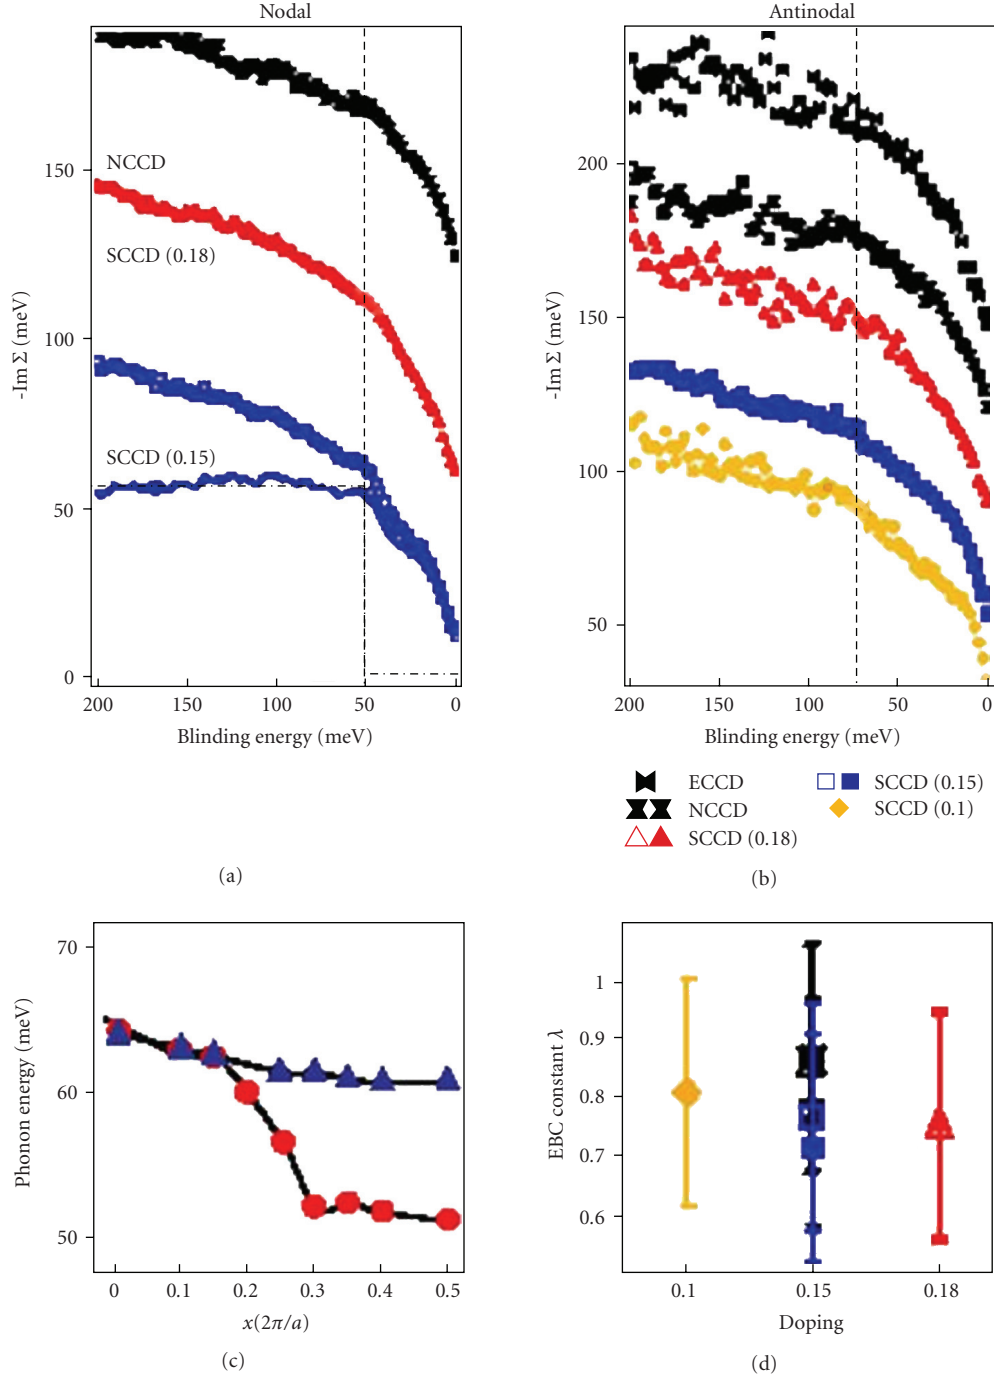 Nodal
150
100
50
0
-Im Σ (meV)
NCCD
SCCD (0.18)
SCCD (0.15)
200 150 100 50 0
Blinding energy (meV)
(a)
Antinodal
200
150
100
50
-Im Σ (meV)
200 150 100 50 0
Blinding energy (meV)
ECCD
NCCD
SCCD (0.18)
SCCD (0.15)
SCCD (0.1)
(b)
70
60
50
Phonon energy (meV)
0 0.1 0.2 0.3 0.4 0.5
x(2π/a)
(c)
1
0.9
0.8
0.7
0.6
EBC constant λ
0.1 0.15 0.18
Doping
(d)